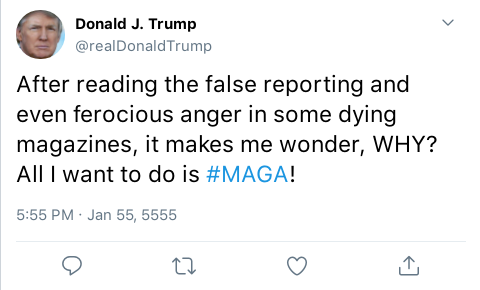 Donald J. Trump
@realDonaldTrump
After reading the false reporting and
even ferocious anger in some dying
magazines, it makes me wonder, WHY?
All I want to do is #MAGA!
5:55 PM · Jan 55, 5555